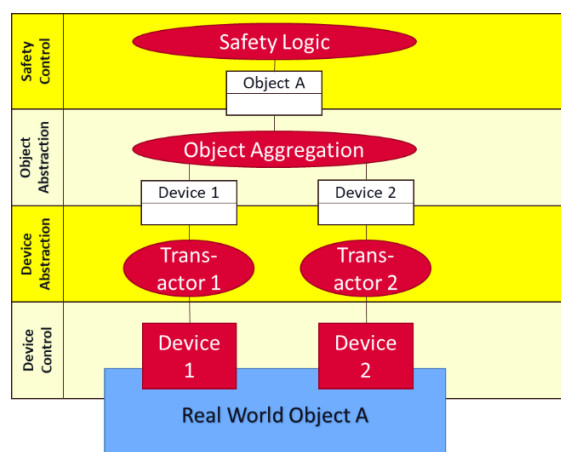 Safety
Control
Safety Logic
Object A
Object
Abstraction
Object Aggregation
Device 1
Device 2
Device
Abstraction
Trans-
actor 1
Trans-
actor 2
Device
Control
Device
1
Device
2
Real World Object A